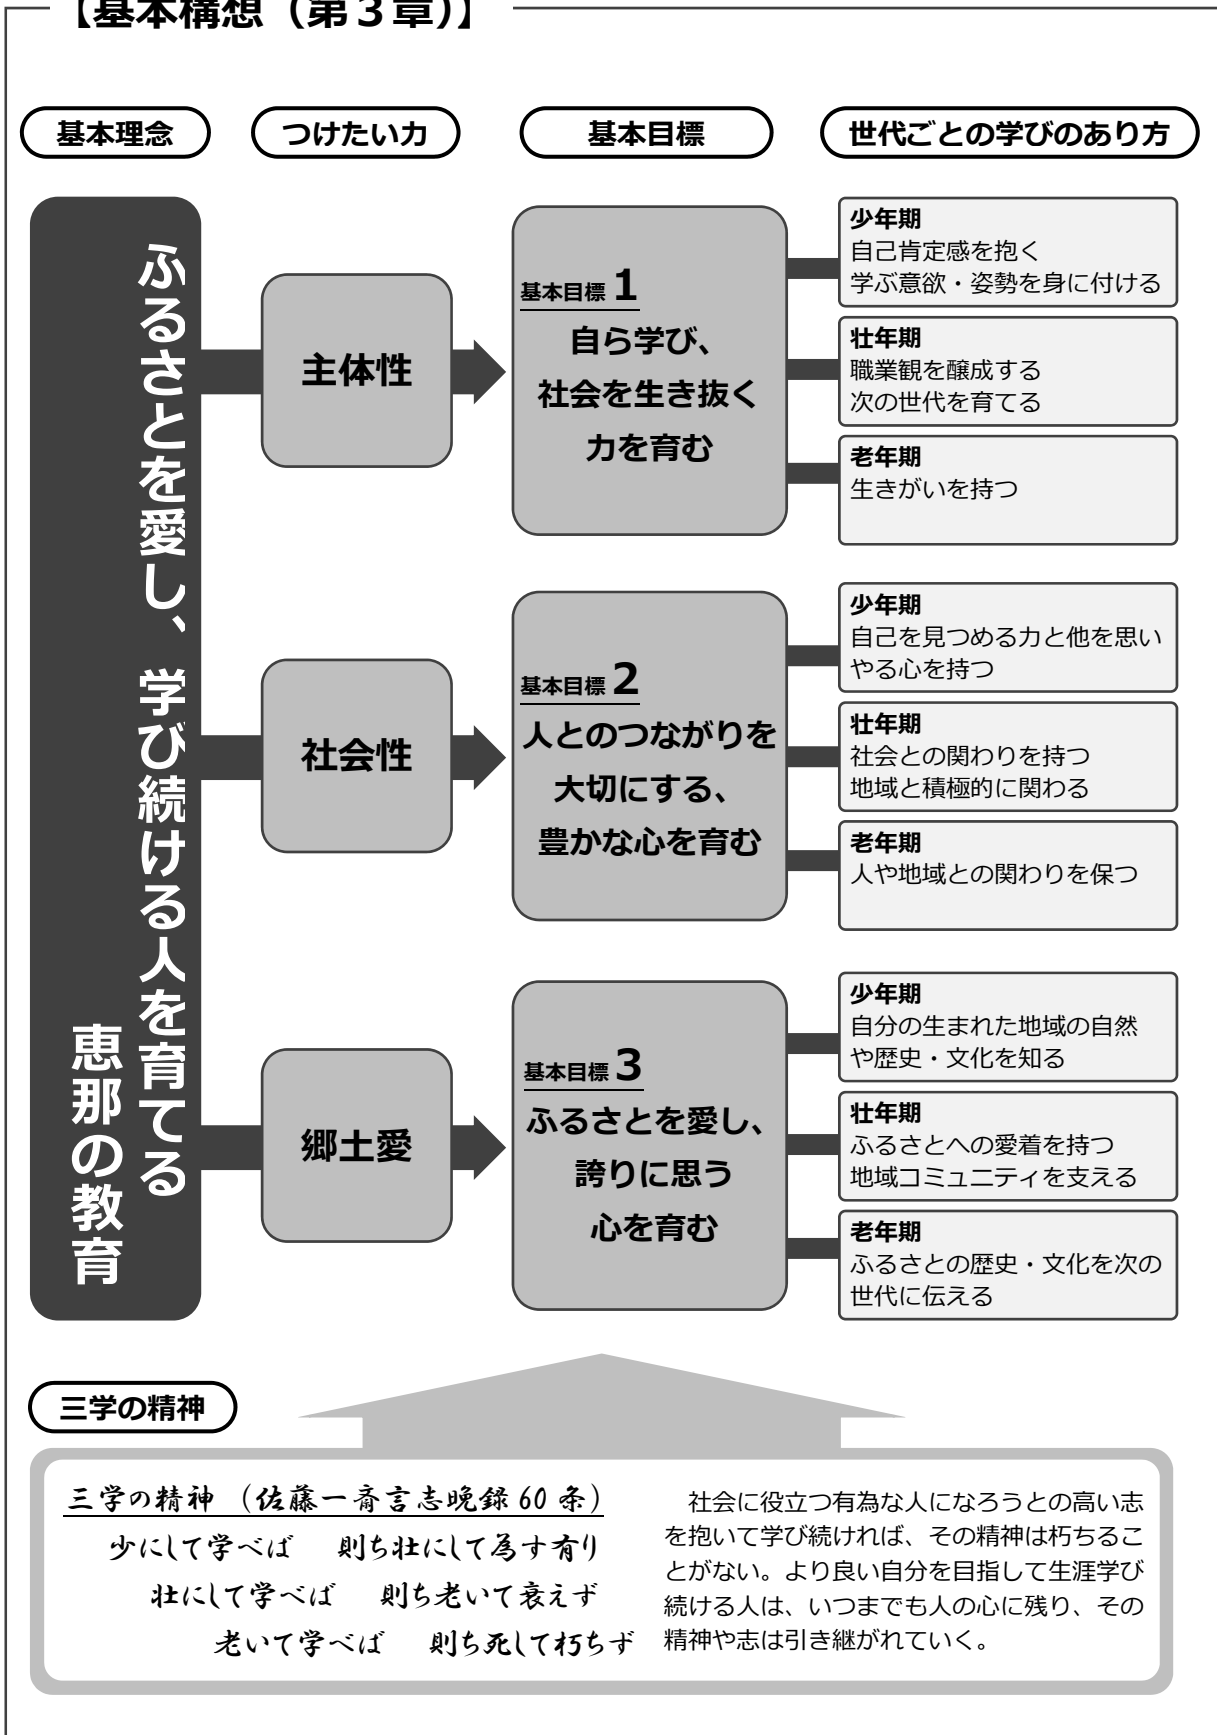 【基本構想（第３章）】
基本理念
つけたい力
基本目標
世代ごとの学びのあり方
ふるさとを愛し、学び続ける人を育てる
恵那の教育
主体性
基本目標 1
自ら学び、
社会を生き抜く
力を育む
少年期
自己肯定感を抱く
学ぶ意欲・姿勢を身に付ける
壮年期
職業観を醸成する
次の世代を育てる
老年期
生きがいを持つ
社会性
基本目標 2
人とのつながりを
大切にする、
豊かな心を育む
少年期
自己を見つめる力と他を思い
やる心を持つ
壮年期
社会との関わりを持つ
地域と積極的に関わる
老年期
人や地域との関わりを保つ
郷土愛
基本目標 3
ふるさとを愛し、
誇りに思う
心を育む
少年期
自分の生まれた地域の自然
や歴史・文化を知る
壮年期
ふるさとへの愛着を持つ
地域コミュニティを支える
老年期
ふるさとの歴史・文化を次の
世代に伝える
三学の精神
三学の精神 （佐藤一斎言志晩錄 60 条）
少にして学べば 則ち壮にして為す有り
壮にして学べば 則ち老いて衰えず
老いて学べば 則ち死して朽ちず
社会に役立つ有為な人になろうとの高い志
を抱いて学び続ければ、その精神は朽ちるこ
とがない。より良い自分を目指して生涯学び
続ける人は、いつまでも人の心に残り、その
精神や志は引き継がれていく。